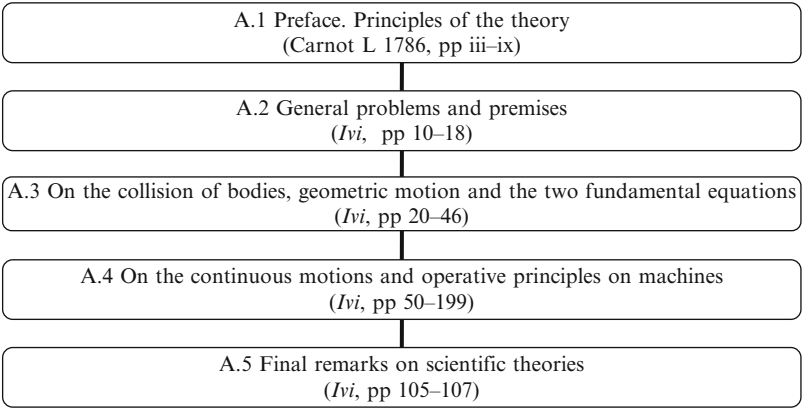 A.1 Preface. Principles of the theory
(Carnot L 1786, pp iii–ix)
A.2 General problems and premises
(Ivi, pp 10–18)
A.3 On the collision of bodies, geometric motion and the two fundamental equations
(Ivi, pp 20–46)
A.4 On the continuous motions and operative principles on machines
(Ivi, pp 50–199)
A.5 Final remarks on scientific theories
(Ivi, pp 105–107)